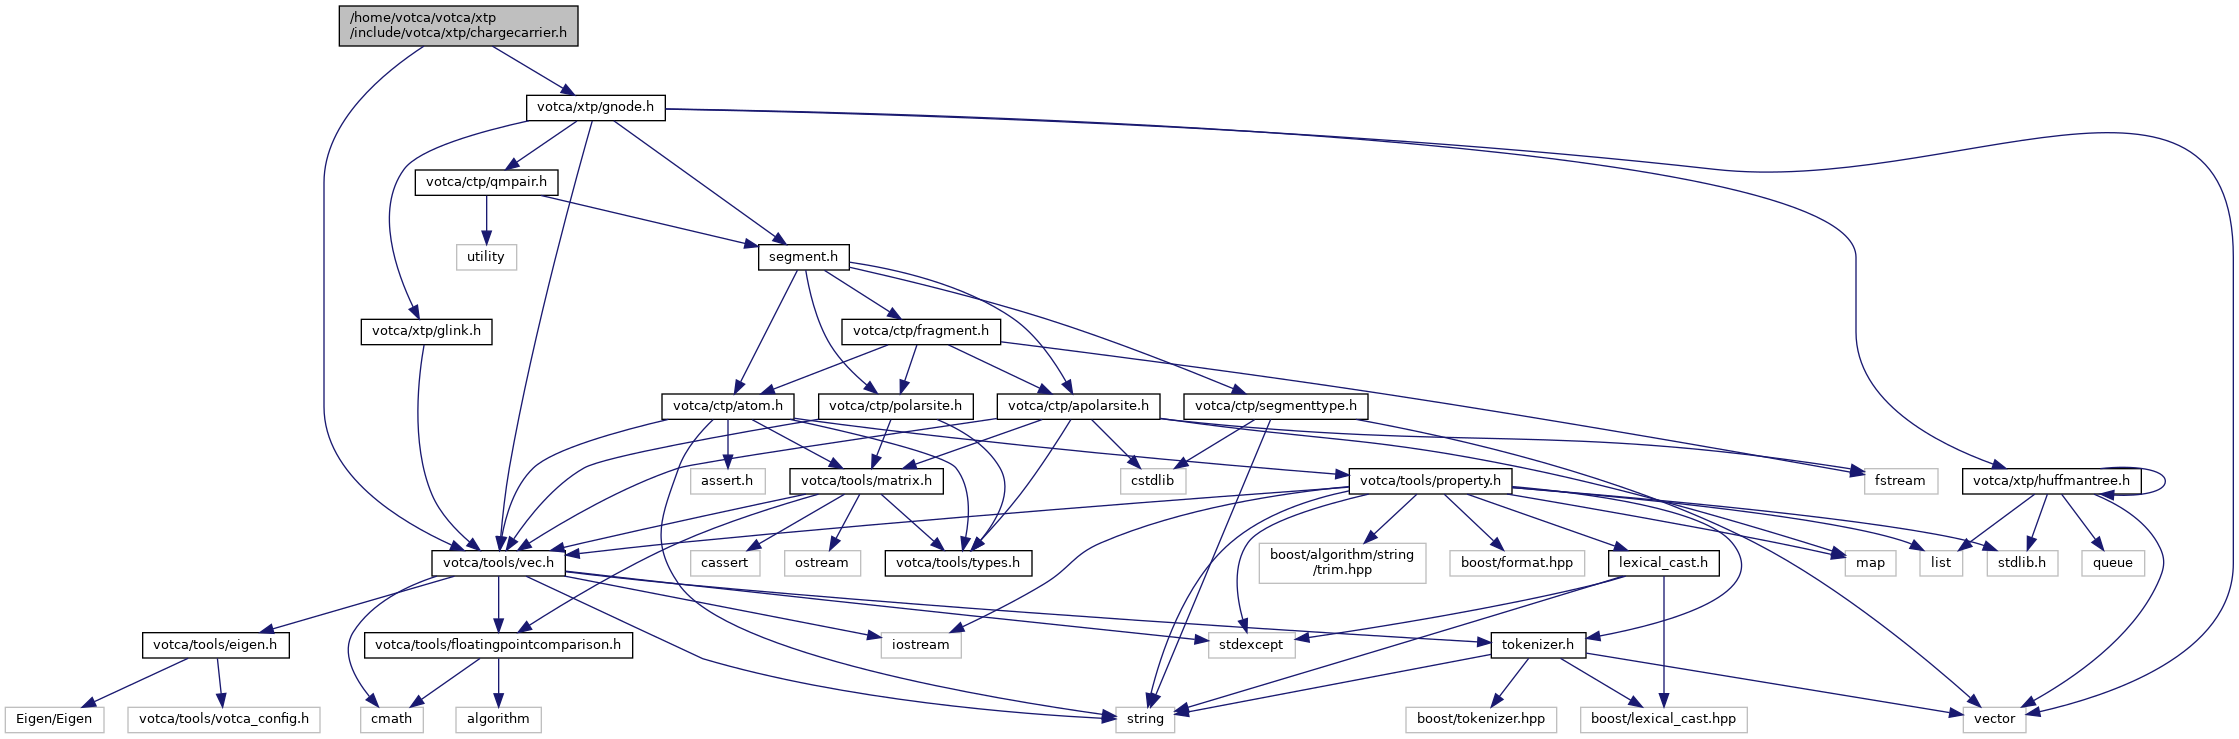 /home/votca/votca/xtp
/include/votca/xtp/chargecarrier.h
votca/xtp/gnode.h
votca/ctp/qmpair.h
utility
segment.h
votca/xtp/glink.h
votca/ctp/fragment.h
votca/ctp/atom.h
votca/ctp/polarsite.h
votca/ctp/apolarsite.h
votca/ctp/segmenttype.h
assert.h
votca/tools/matrix.h
cstdlib
votca/tools/property.h
fstream
votca/xtp/huffmantree.h
votca/tools/vec.h
cassert
ostream
votca/tools/types.h
boost/algorithm/string
/trim.hpp
boost/format.hpp
lexical_cast.h
map
list
stdlib.h
queue
votca/tools/eigen.h
votca/tools/floatingpointcomparison.h
iostream
stdexcept
tokenizer.h
Eigen/Eigen
votca/tools/votca_config.h
cmath
algorithm
string
boost/tokenizer.hpp
boost/lexical_cast.hpp
vector